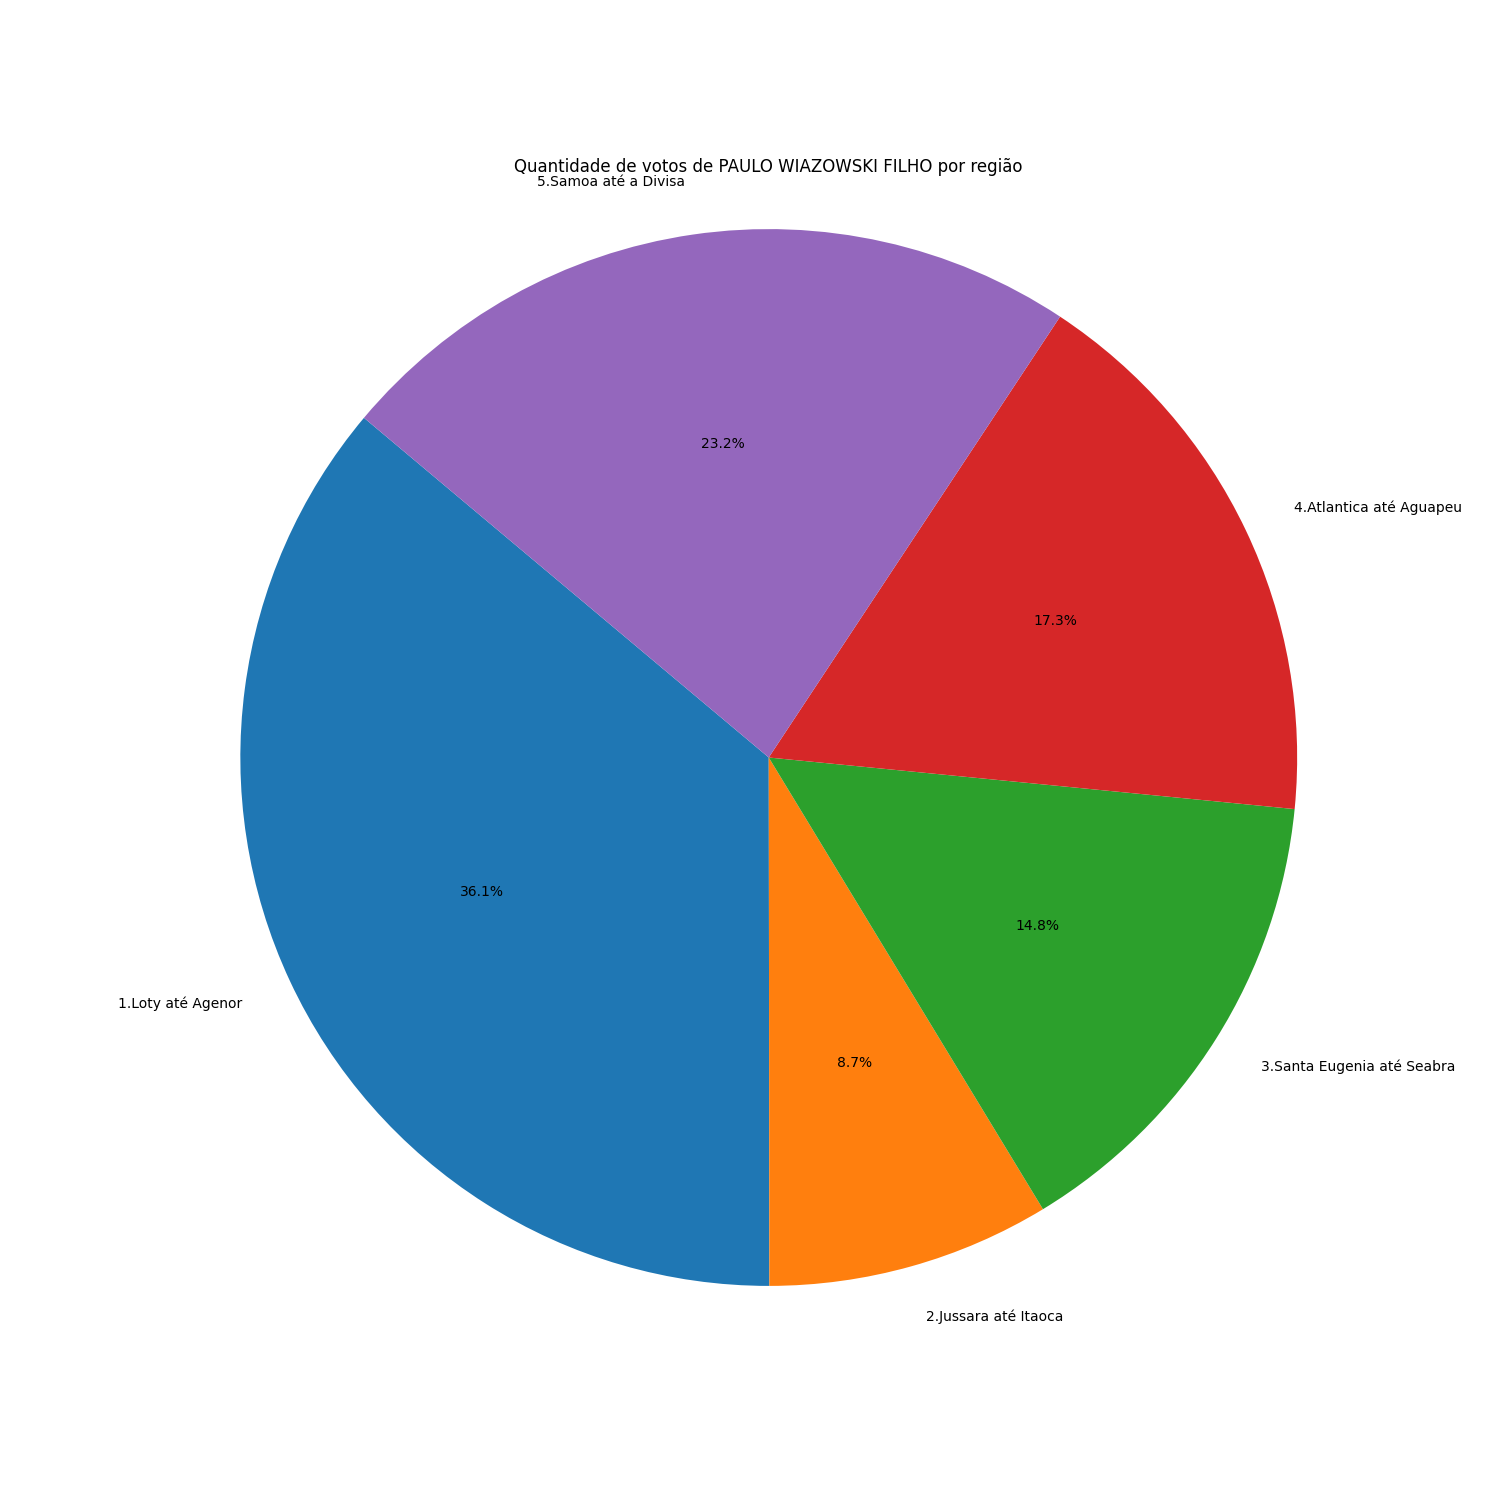 Quantidade de votos de PAULO WIAZOWSKI FILHO por região
5.Samoa até a Divisa
23.2%
4.Atlantica até Aguapeu
17.3%
36.1%
14.8%
1.Loty até Agenor
8.7%
3.Santa Eugenia até Seabra
2.Jussara até Itaoca